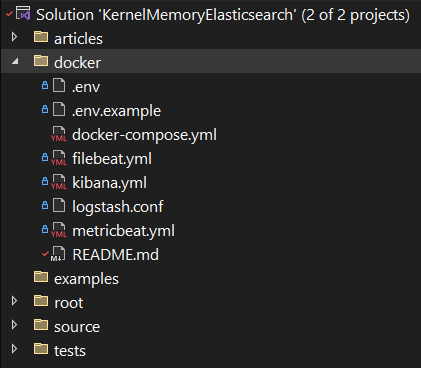 Solution 'KernelMemoryElasticsearch' (2 of 2 projects)
articles
docker
.env
.env.example
YML docker-compose.yml
YML filebeat.yml
YML kibana.yml
logstash.conf
YML metricbeat.yml
M↓ README.md
examples
root
source
tests